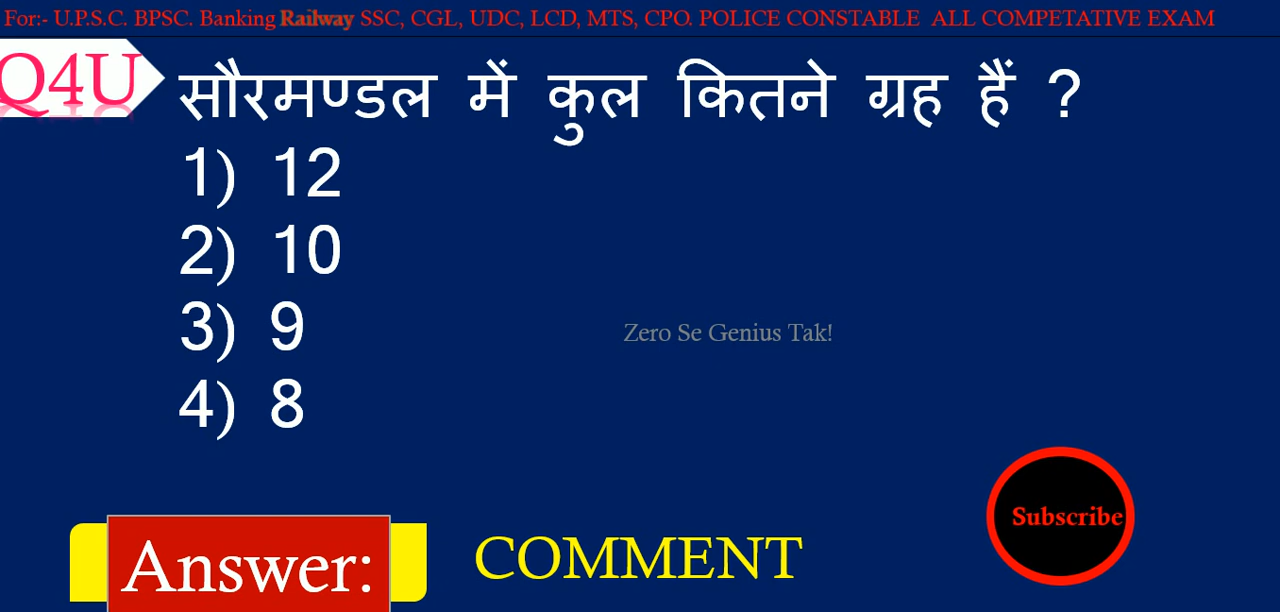 For:- U.P.S.C. BPSC. Banking Railway SSC, CGL, UDC, LCD, MTS, CPO. POLICE CONSTABLE ALL COMPETATIVE EXAM
Q4U
सौरमण्डल में कुल कितने ग्रह हैं ?
1) 12
2) 10
3) 9
Zero Se Genius Tak!
4) 8
Subscribe
Answer: COMMENT